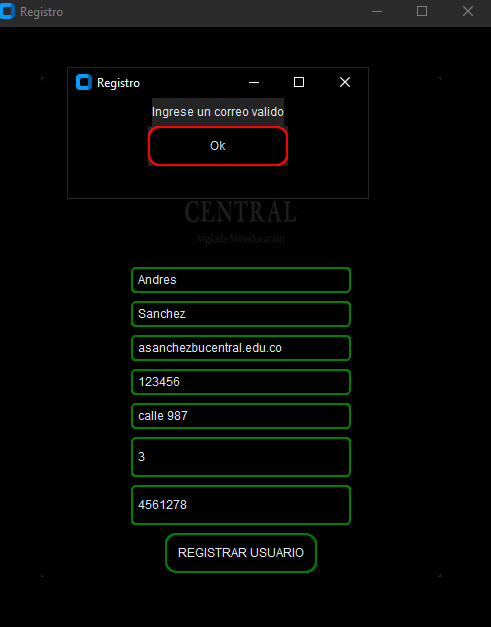 Registro
Registro
Ingrese un correo valido
Ok
CENTRAL
Vigilada Mineducación
Andres
Sanchez
asanchezbucentral.edu.co
123456
calle 987
3
4561278
REGISTRAR USUARIO